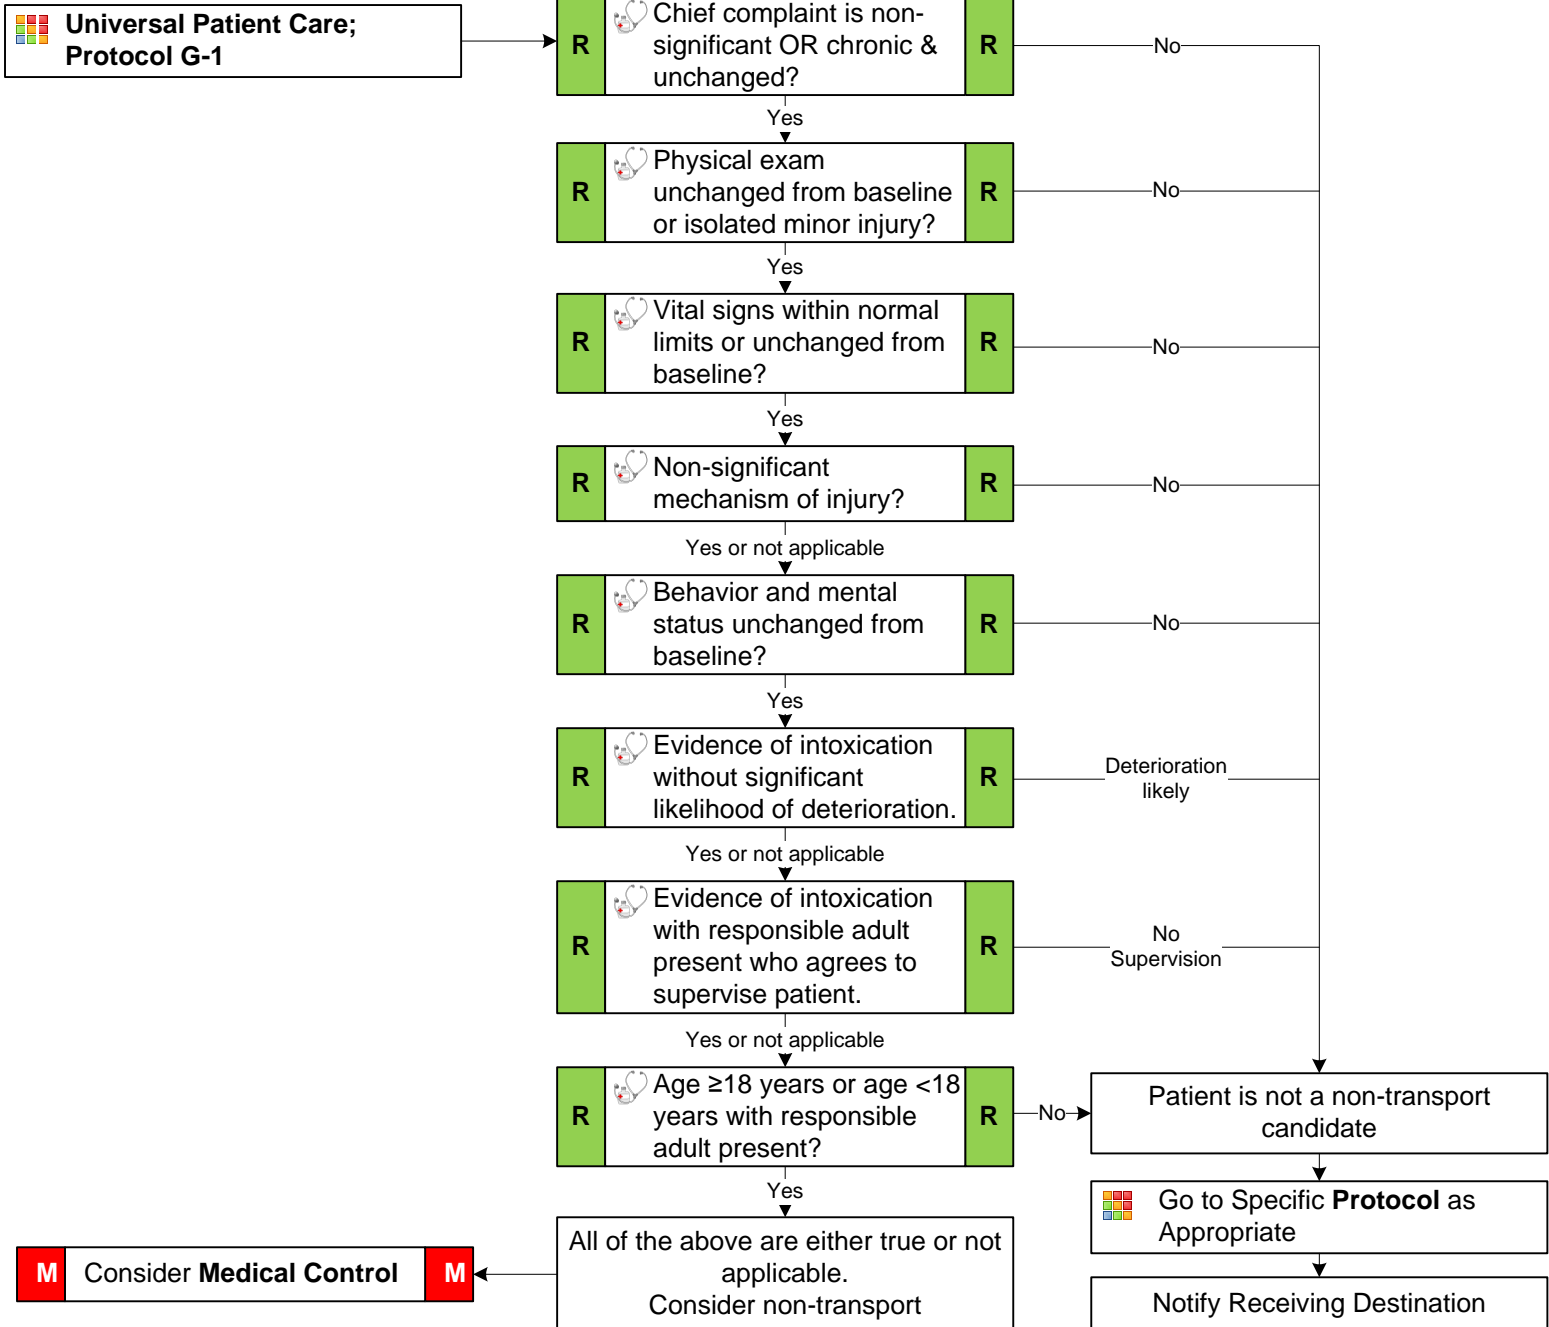 Universal Patient Care;
Protocol G-1
R
Chief complaint is non-
significant OR chronic &
unchanged?
R
No
Yes
R
Physical exam
unchanged from baseline
or isolated minor injury?
R
No
Yes
R
Vital signs within normal
limits or unchanged from
baseline?
R
No
Yes
R
Non-significant
mechanism of injury?
R
No
Yes or not applicable
R
Behavior and mental
status unchanged from
baseline?
R
No
Yes
R
Evidence of intoxication
without significant
likelihood of deterioration.
R
Deterioration
likely
Yes or not applicable
R
Evidence of intoxication
with responsible adult
present who agrees to
supervise patient.
R
No
Supervision
Yes or not applicable
R
Age ≥18 years or age <18
years with responsible
adult present?
R
No
Patient is not a non-transport
candidate
Yes
Go to Specific Protocol as
Appropriate
All of the above are either true or not
applicable.
Consider non-transport
M
Consider Medical Control
M
Notify Receiving Destination